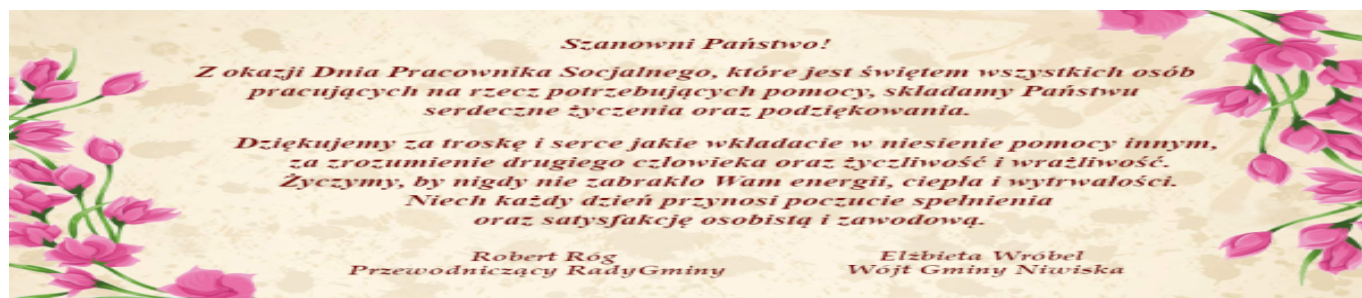 Szanowni Państwo!
Z okazji Dnia Pracownika Socjalnego, które jest świętem wszystkich osób
pracujących na rzecz potrzebujących pomocy, składamy Państwu
serdeczne życzenia oraz podziękowania.
Dziękujemy za troskę i serce jakie wkładacie w niesienie pomocy innym,
za zrozumienie drugiego człowieka oraz życzliwość i wrażliwość.
Życzymy, by nigdy nie zabrakło Wam energii, ciepła i wytrwałości.
Niech każdy dzień przynosi poczucie spełnienia
oraz satysfakcję osobistą i zawodową.
Robert Róg
Przewodniczący RadyGminy
Elżbieta Wróbel
Wójt Gminy Niwiska